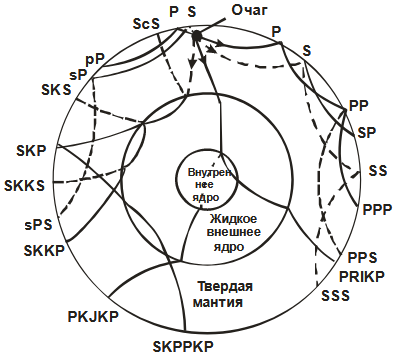 P S
Очаг
ScS
P
S
pP
sP
SKS
PP
SP
SKP
SS
SKKS
Внутрен
нее
ядро
sPS
PPP
Жидкое
внешнее
ядро
SKKP
PPS
PRIKP
Твердая
мантия
SSS
PKJKP
SKPPKP